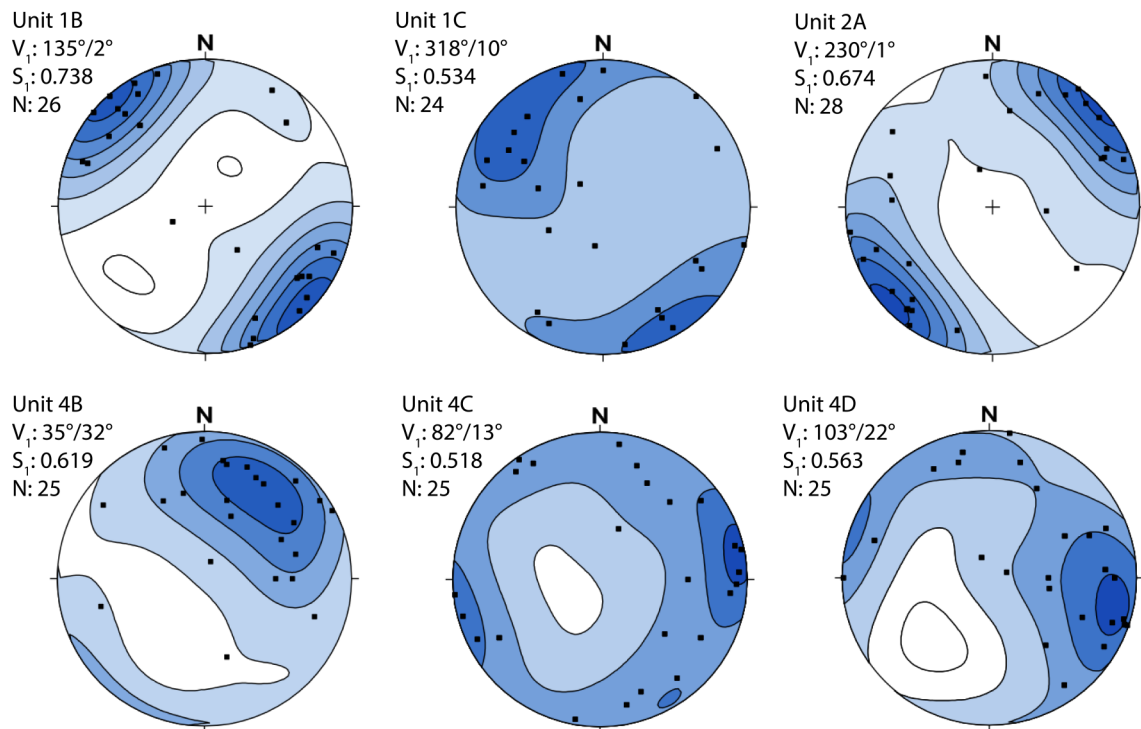 Unit 1B
V₁: 135°/2°
S₁: 0.738
N: 26
N
Unit 1C
V₁: 318°/10°
S₁: 0.534
N: 24
N
Unit 2A
V₁: 230°/1°
S₁: 0.674
N: 28
N
Unit 4B
V₁: 35°/32°
S₁: 0.619
N: 25
N
Unit 4C
V₁: 82°/13°
S₁: 0.518
N: 25
N
Unit 4D
V₁: 103°/22°
S₁: 0.563
N: 25
N